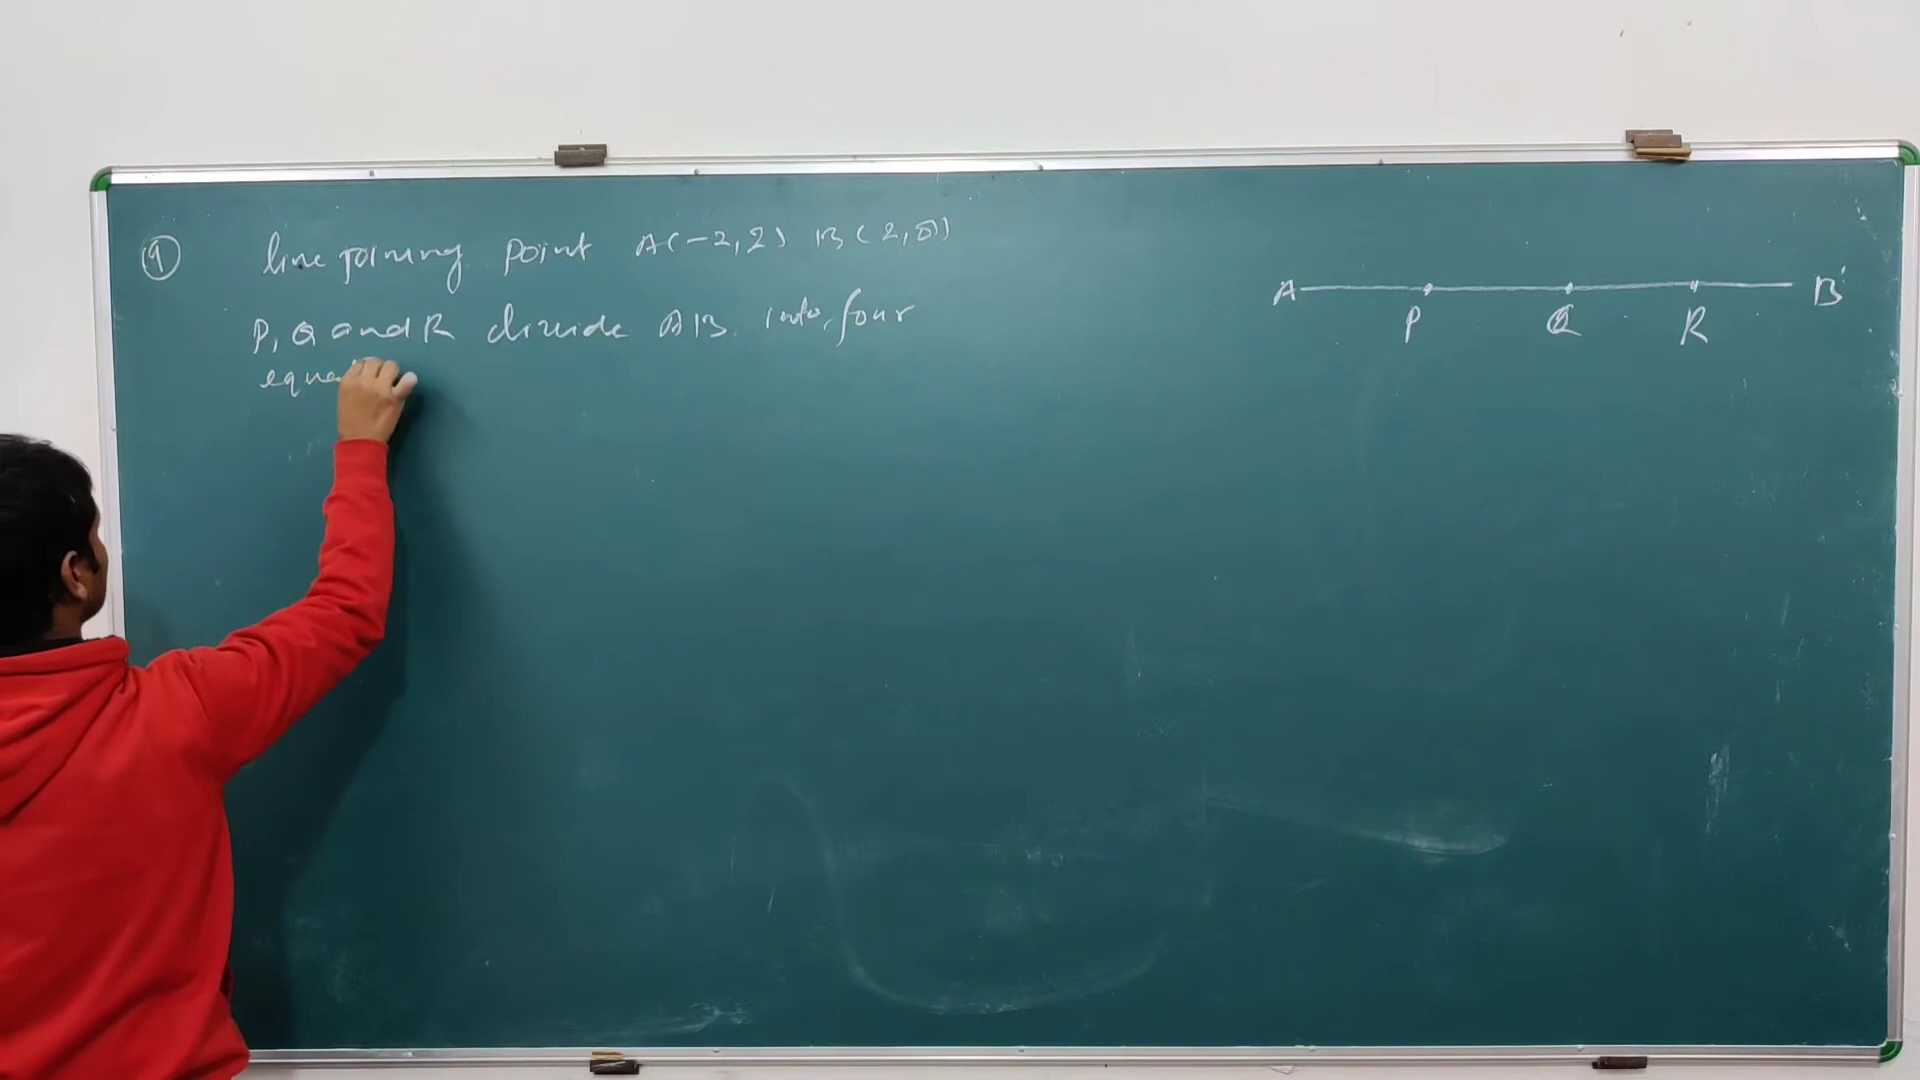 9 line joining point A(-2,2) B(2,8)
P, Q and R divide AB into four
equa
A B
P Q R